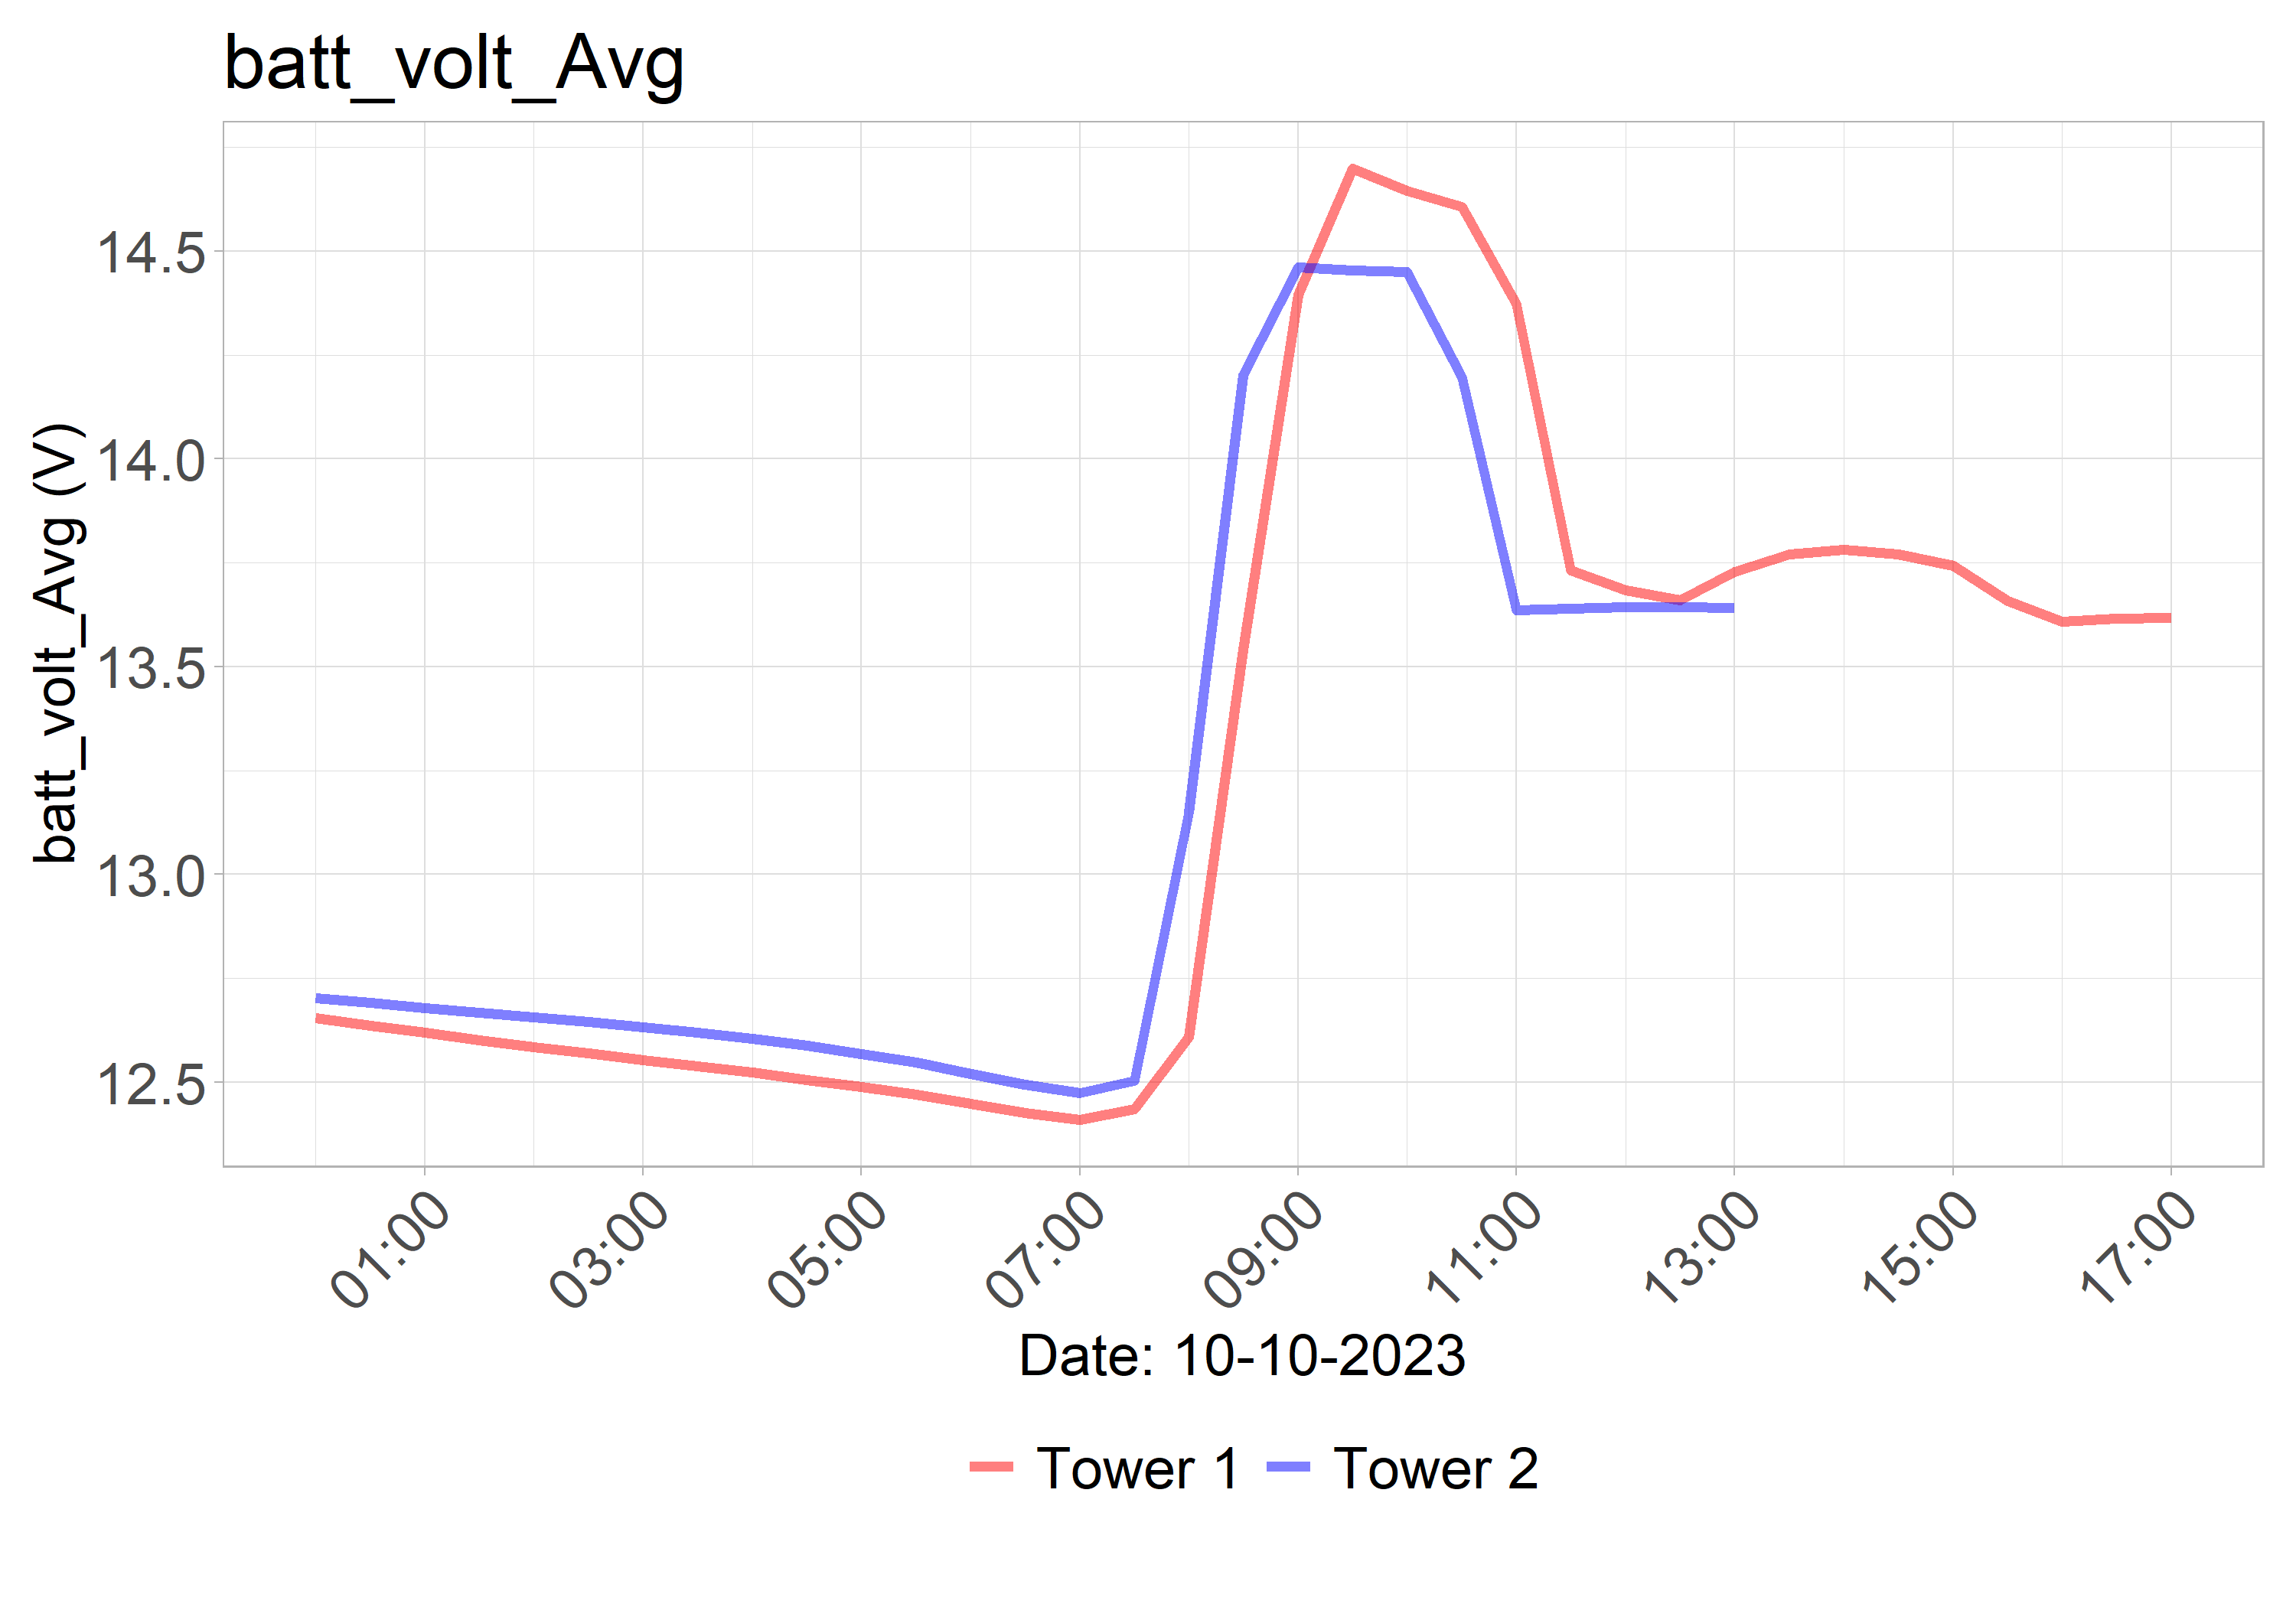 batt_volt_Avg
batt_volt_Avg (V)
14.5
14.0
13.5
13.0
12.5
01:00 03:00 05:00 07:00 09:00 11:00 13:00 15:00 17:00
Date: 10-10-2023
Tower 1 Tower 2